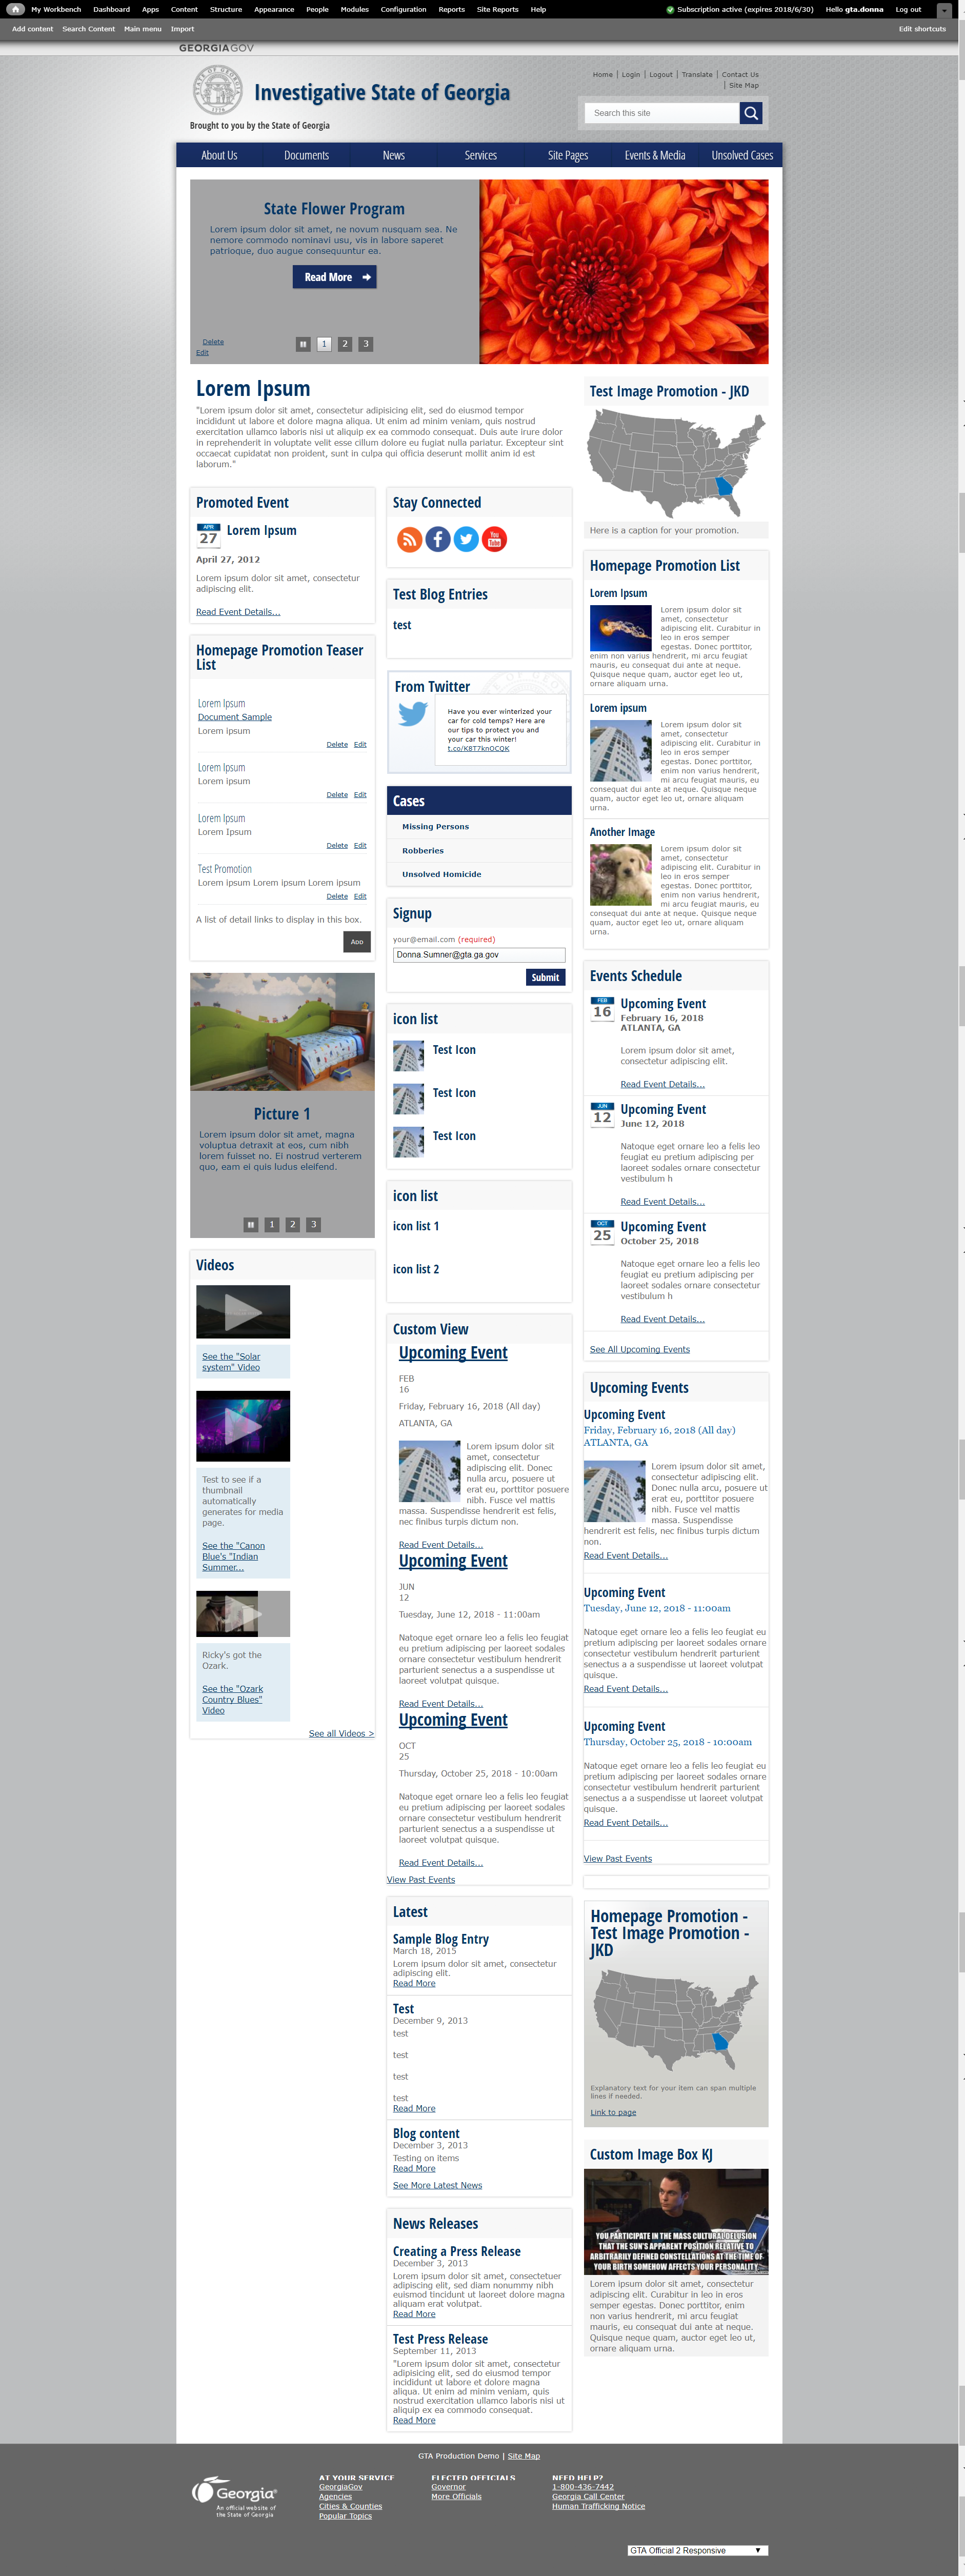 My Workbench Dashboard Apps Content Structure Appearance People Modules Configuration Reports Site Reports Help Subscription active (expires 2018/6/30) Hello gta.donna Log out
Add content Search Content Main menu Import Edit shortcuts
GEORGIAGOV
Home Login Logout Translate Contact Us
Site Map
Investigative State of Georgia
Search this site
Brought to you by the State of Georgia
About Us Documents News Services Site Pages Events & Media Unsolved Cases
State Flower Program
Lorem ipsum dolor sit amet, ne novum nusquam sea. Ne
nemore commodo nominavi usu, vis in labore saperet
patrioque, duo augue consequuntur ea.
Read More
Delete
Edit
1 2 3
Lorem Ipsum
"Lorem ipsum dolor sit amet, consectetur adipisicing elit, sed do eiusmod tempor
incididunt ut labore et dolore magna aliqua. Ut enim ad minim veniam, quis nostrud
exercitation ullamco laboris nisi ut aliquip ex ea commodo consequat. Duis aute irure dolor
in reprehenderit in voluptate velit esse cillum dolore eu fugiat nulla pariatur. Excepteur sint
occaecat cupidatat non proident, sunt in culpa qui officia deserunt mollit anim id est
laborum."
Promoted Event
APR
27
Lorem Ipsum
April 27, 2012
Lorem ipsum dolor sit amet, consectetur
adipiscing elit.
Read Event Details...
Homepage Promotion Teaser
List
Lorem Ipsum
Document Sample
Lorem ipsum
Delete Edit
Lorem Ipsum
Lorem ipsum
Delete Edit
Lorem Ipsum
Lorem Ipsum
Delete Edit
Test Promotion
Lorem ipsum Lorem ipsum Lorem ipsum
Delete Edit
A list of detail links to display in this box.
ADD
Picture 1
Lorem ipsum dolor sit amet, magna
voluptua detraxit at eos, cum nibh
lorem fuisset no. Ei nostrud verterem
quo, eam ei quis ludus eleifend.
1 2 3
Videos
See the "Solar
system" Video
Test to see if a
thumbnail
automatically
generates for media
page.
See the "Canon
Blue's "Indian
Summer...
Ricky's got the
Ozark.
See the "Ozark
Country Blues"
Video
See all Videos >
Stay Connected
You
Tube
Test Blog Entries
test
From Twitter
Have you ever winterized your
car for cold temps? Here are
our tips to protect you and
your car this winter!
t.co/K8T7knOCQK
Cases
Missing Persons
Robberies
Unsolved Homicide
Signup
your@email.com (required)
Donna.Sumner@gta.ga.gov
Submit
icon list
Test Icon
Test Icon
Test Icon
icon list
icon list 1
icon list 2
Custom View
Upcoming Event
FEB
16
Friday, February 16, 2018 (All day)
ATLANTA, GA
Lorem ipsum dolor sit
amet, consectetur
adipiscing elit. Donec
nulla arcu, posuere ut
erat eu, porttitor posuere
nibh. Fusce vel mattis
massa. Suspendisse hendrerit est felis,
nec finibus turpis dictum non.
Read Event Details...
Upcoming Event
JUN
12
Tuesday, June 12, 2018 - 11:00am
Natoque eget ornare leo a felis leo feugiat
eu pretium adipiscing per laoreet sodales
ornare consectetur vestibulum hendrerit
parturient senectus a a suspendisse ut
laoreet volutpat quisque.
Read Event Details...
Upcoming Event
OCT
25
Thursday, October 25, 2018 - 10:00am
Natoque eget ornare leo a felis leo feugiat
eu pretium adipiscing per laoreet sodales
ornare consectetur vestibulum hendrerit
parturient senectus a a suspendisse ut
laoreet volutpat quisque.
Read Event Details...
View Past Events
Latest
Sample Blog Entry
March 18, 2015
Lorem ipsum dolor sit amet, consectetur
adipiscing elit.
Read More
Test
December 9, 2013
test
test
test
test
Read More
Blog content
December 3, 2013
Testing on items
Read More
See More Latest News
News Releases
Creating a Press Release
December 3, 2013
Lorem ipsum dolor sit amet, consectetuer
adipiscing elit, sed diam nonummy nibh
euismod tincidunt ut laoreet dolore magna
aliquam erat volutpat.
Read More
Test Press Release
September 11, 2013
"Lorem ipsum dolor sit amet, consectetur
adipisicing elit, sed do eiusmod tempor
incididunt ut labore et dolore magna
aliqua. Ut enim ad minim veniam, quis
nostrud exercitation ullamco laboris nisi ut
aliquip ex ea commodo consequat.
Read More
Test Image Promotion - JKD
Here is a caption for your promotion.
Homepage Promotion List
Lorem Ipsum
Lorem ipsum dolor sit
amet, consectetur
adipiscing elit. Curabitur in
leo in eros semper
egestas. Donec porttitor,
enim non varius hendrerit, mi arcu feugiat
mauris, eu consequat dui ante at neque.
Quisque neque quam, auctor eget leo ut,
ornare aliquam urna.
Lorem ipsum
Lorem ipsum dolor sit
amet, consectetur
adipiscing elit. Curabitur in
leo in eros semper
egestas. Donec porttitor,
enim non varius hendrerit,
mi arcu feugiat mauris, eu
consequat dui ante at neque. Quisque neque
quam, auctor eget leo ut, ornare aliquam
urna.
Another Image
Lorem ipsum dolor sit
amet, consectetur
adipiscing elit. Curabitur in
leo in eros semper
egestas. Donec porttitor,
enim non varius hendrerit,
mi arcu feugiat mauris, eu
consequat dui ante at neque. Quisque neque
quam, auctor eget leo ut, ornare aliquam
urna.
Events Schedule
FEB
16
Upcoming Event
February 16, 2018
ATLANTA, GA
Lorem ipsum dolor sit amet,
consectetur adipiscing elit.
Read Event Details...
JUN
12
Upcoming Event
June 12, 2018
Natoque eget ornare leo a felis leo
feugiat eu pretium adipiscing per
laoreet sodales ornare consectetur
vestibulum h
Read Event Details...
OCT
25
Upcoming Event
October 25, 2018
Natoque eget ornare leo a felis leo
feugiat eu pretium adipiscing per
laoreet sodales ornare consectetur
vestibulum h
Read Event Details...
See All Upcoming Events
Upcoming Events
Upcoming Event
Friday, February 16, 2018 (All day)
ATLANTA, GA
Lorem ipsum dolor sit amet,
consectetur adipiscing elit.
Donec nulla arcu, posuere ut
erat eu, porttitor posuere
nibh. Fusce vel mattis
massa. Suspendisse
hendrerit est felis, nec finibus turpis dictum
non.
Read Event Details...
Upcoming Event
Tuesday, June 12, 2018 - 11:00am
Natoque eget ornare leo a felis leo feugiat eu
pretium adipiscing per laoreet sodales ornare
consectetur vestibulum hendrerit parturient
senectus a a suspendisse ut laoreet volutpat
quisque.
Read Event Details...
Upcoming Event
Thursday, October 25, 2018 - 10:00am
Natoque eget ornare leo a felis leo feugiat eu
pretium adipiscing per laoreet sodales ornare
consectetur vestibulum hendrerit parturient
senectus a a suspendisse ut laoreet volutpat
quisque.
Read Event Details...
View Past Events
Homepage Promotion -
Test Image Promotion -
JKD
Explanatory text for your item can span multiple
lines if needed.
Link to page
Custom Image Box KJ
YOU PARTICIPATE IN THE MASS CULTURAL DELUSION
THAT THE SUN'S APPARENT POSITION RELATIVE TO
ARBITRARILY DEFINED CONSTELLATIONS AT THE TIME OF
YOUR BIRTH SOMEHOW AFFECTS YOUR PERSONALITY
Lorem ipsum dolor sit amet, consectetur
adipiscing elit. Curabitur in leo in eros
semper egestas. Donec porttitor, enim
non varius hendrerit, mi arcu feugiat
mauris, eu consequat dui ante at neque.
Quisque neque quam, auctor eget leo ut,
ornare aliquam urna.
GTA Production Demo | Site Map
Georgia
An official website of
the State of Georgia
AT YOUR SERVICE
GeorgiaGov
Agencies
Cities & Counties
Popular Topics
ELECTED OFFICIALS
Governor
More Officials
NEED HELP?
1-800-436-7442
Georgia Call Center
Human Trafficking Notice
GTA Official 2 Responsive